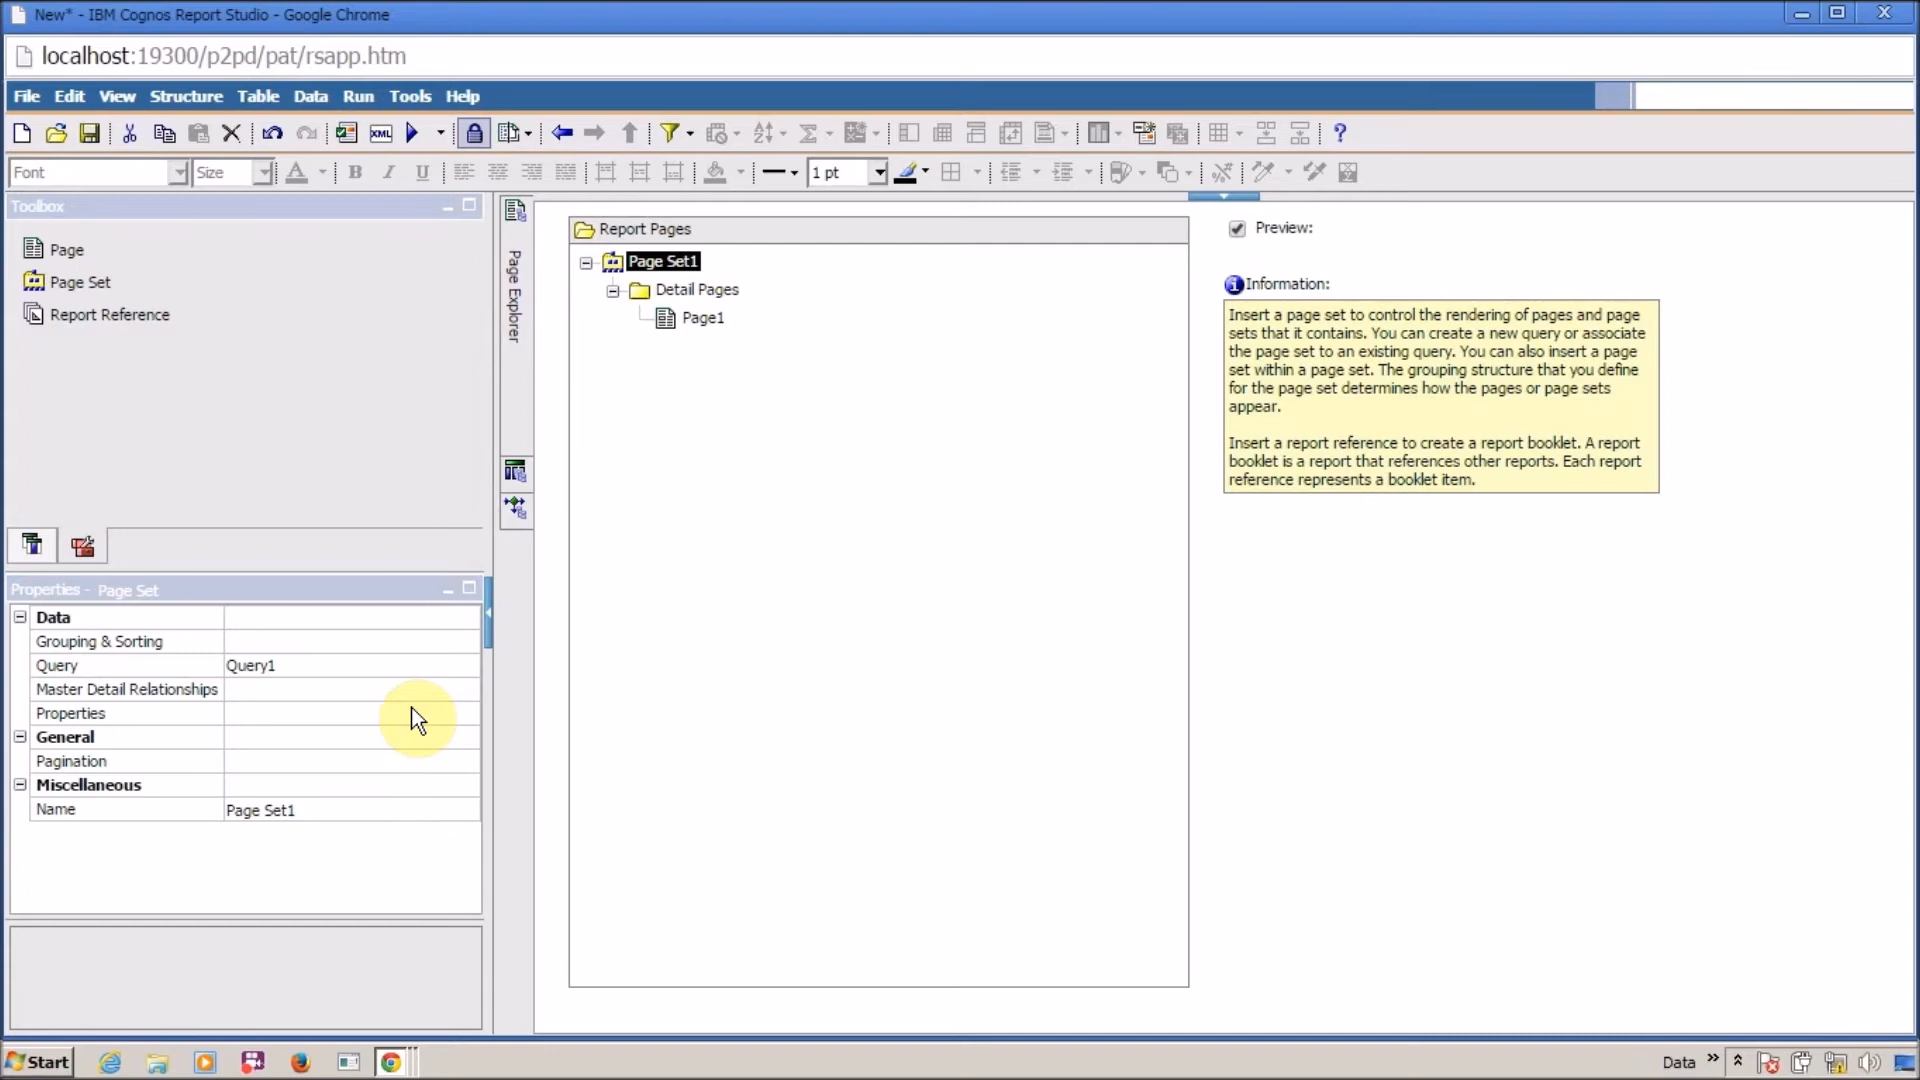 New* - IBM Cognos Report Studio - Google Chrome
localhost:19300/p2pd/pat/rsapp.htm
File Edit View Structure Table Data Run Tools Help
XML
Font Size A B I U 1 pt
Toolbox
Page
Page Set
Report Reference
Page Explorer
Report Pages
Page Set1
Detail Pages
Page1
Preview:
Information:
Insert a page set to control the rendering of pages and page
sets that it contains. You can create a new query or associate
the page set to an existing query. You can also insert a page
set within a page set. The grouping structure that you define
for the page set determines how the pages or page sets
appear.
Insert a report reference to create a report booklet. A report
booklet is a report that references other reports. Each report
reference represents a booklet item.
Properties - Page Set
Data
Grouping & Sorting
Query Query1
Master Detail Relationships
Properties
General
Pagination
Miscellaneous
Name Page Set1
Start
Data